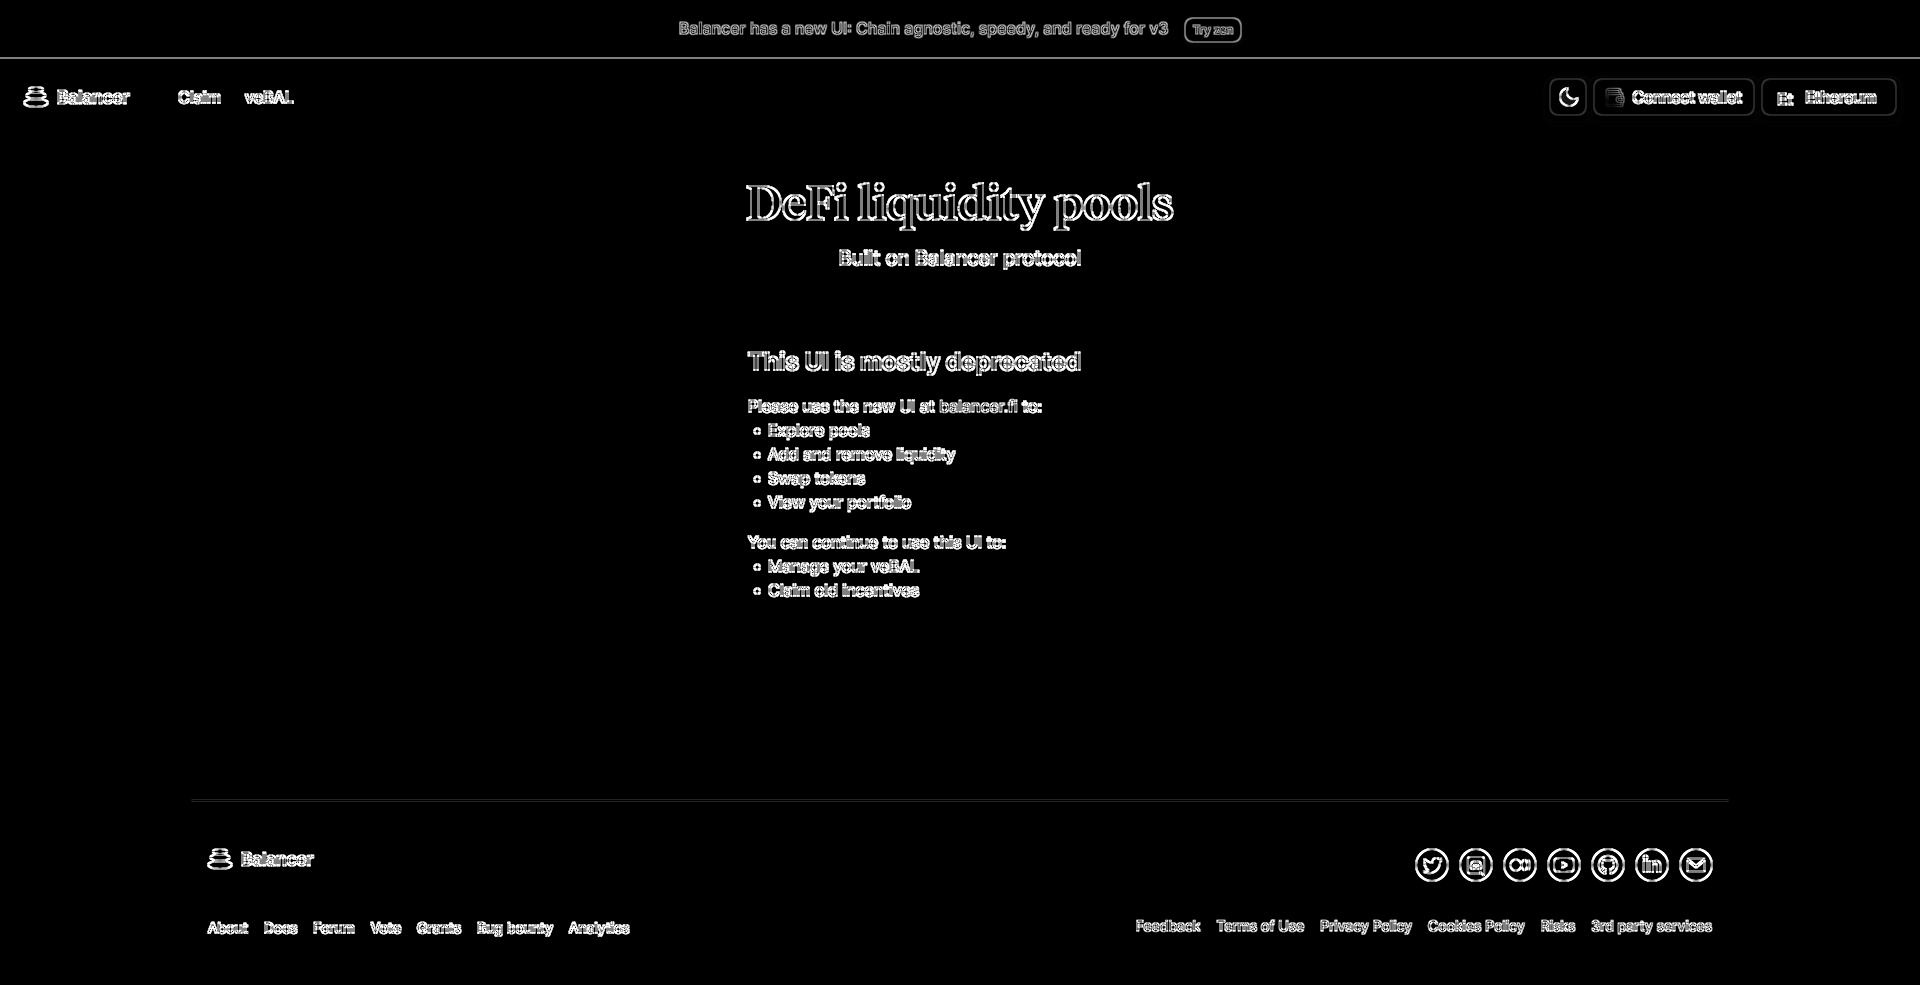 Balancer has a new UI: Chain agnostic, speedy, and ready for v3 Try zen
Balancer Claim veBAL Connect wallet Et Ethereum
DeFi liquidity pools
Built on Balancer protocol
This UI is mostly deprecated
Please use the new UI at balancer.fi to:
Explore pools
Add and remove liquidity
Swap tokens
View your portfolio
You can continue to use this UI to:
Manage your veBAL
Claim old incentives
Balancer
About Docs Forum Vote Grants Bug bounty Analytics
Feedback Terms of Use Privacy Policy Cookies Policy Risks 3rd party services